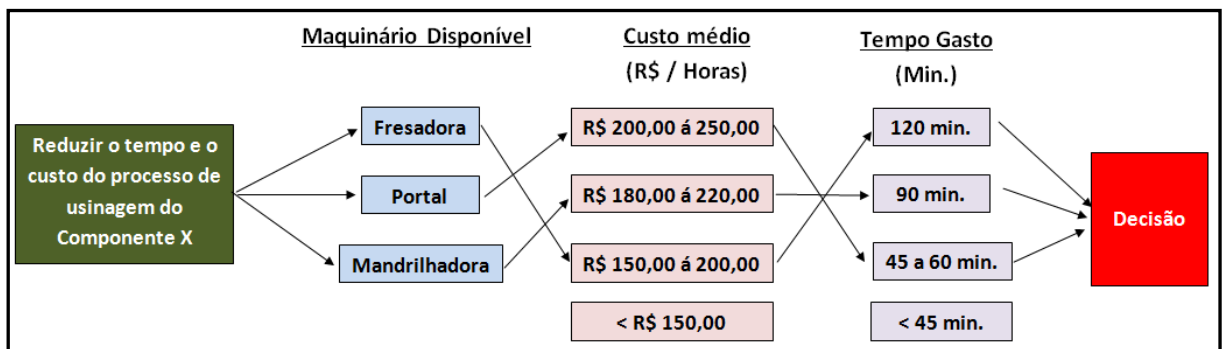 Maquinário Disponível
Custo médio
(R$ / Horas)
Tempo Gasto
(Min.)
Reduzir o tempo e o
custo do processo de
usinagem do
Componente X
Fresadora
Portal
Mandrilhadora
R$ 200,00 á 250,00
R$ 180,00 á 220,00
R$ 150,00 á 200,00
< R$ 150,00
120 min.
90 min.
45 a 60 min.
< 45 min.
Decisão